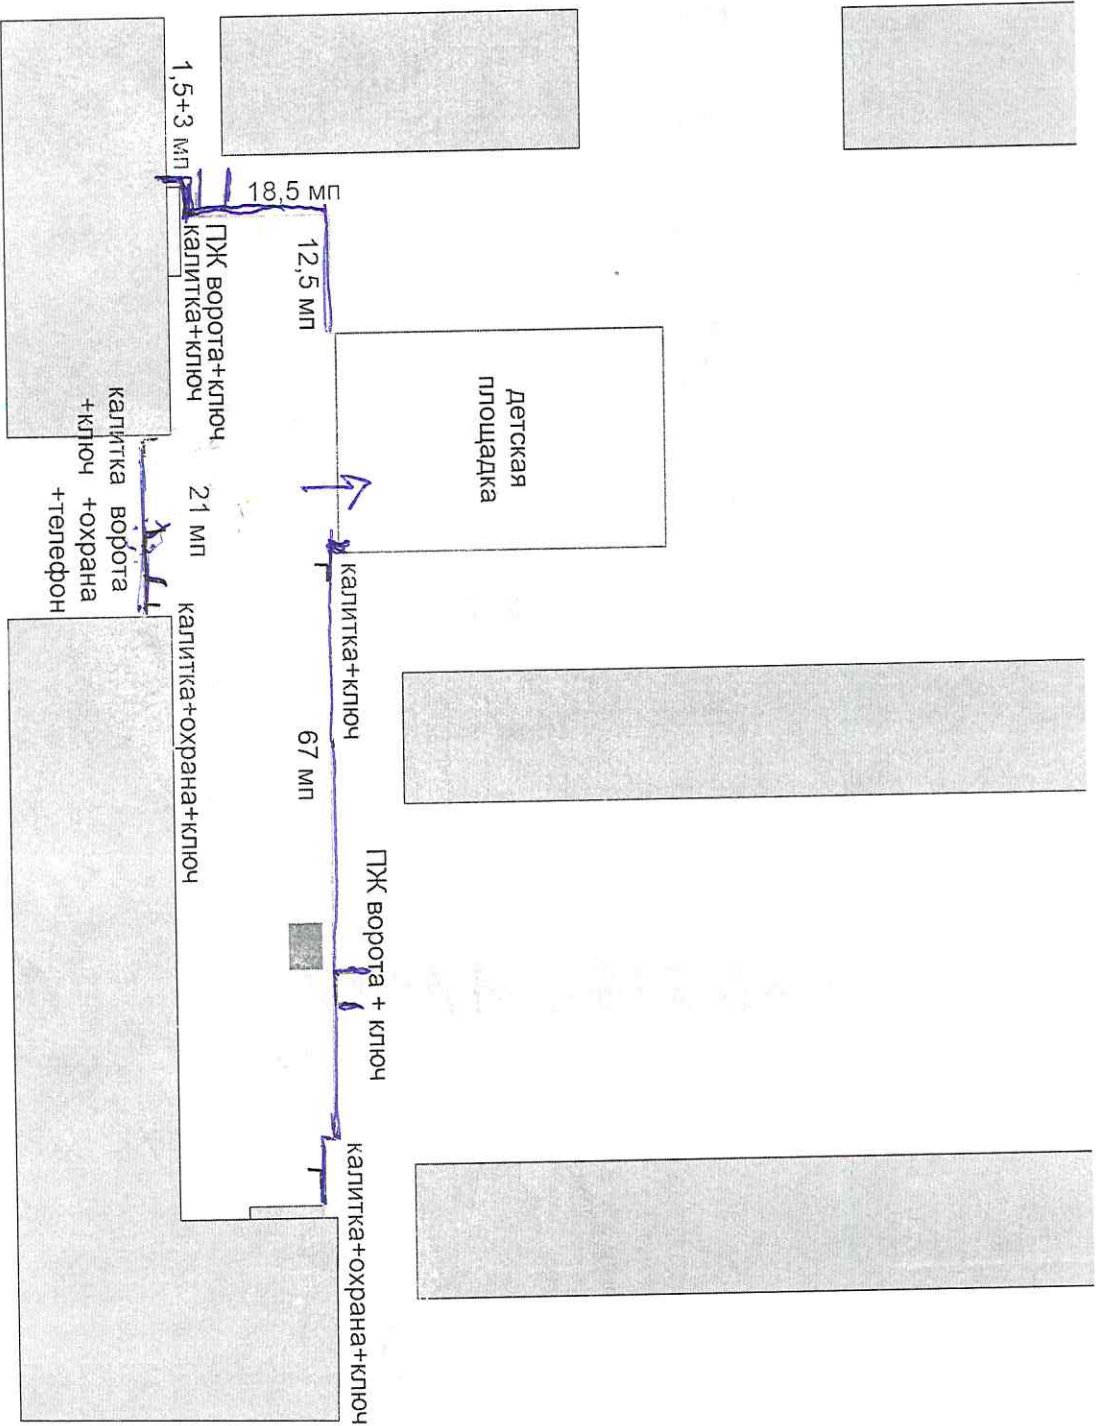 1,5+3 мп
18,5 мп
ПЖ ворота+ключ
калитка+ключ
12,5 мп
детская
площадка
калитка ворота
+ключ +охрана
+телефон
21 мп
калитка+охрана+ключ
калитка+ключ
67 мп
ПЖ ворота + ключ
калитка+охрана+ключ